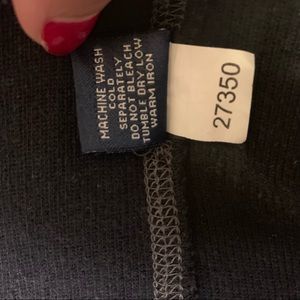 MACHINE WASH
COLD
SEPARATELY
DO NOT BLEACH
TUMBLE DRY LOW
WARM IRON
27350